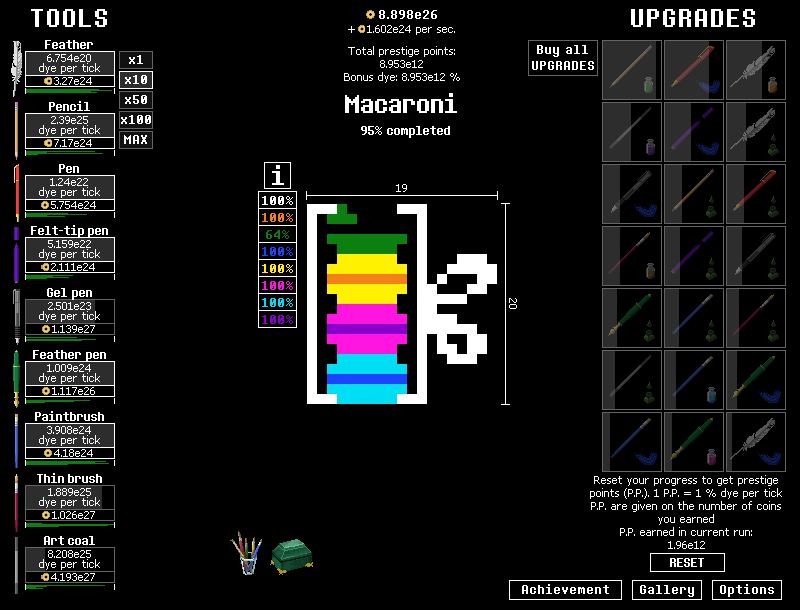 TOOLS
Feather
6.754e20
dye per tick
3.27e24
x1
x10
x50
x100
MAX
Pencil
2.39e25
dye per tick
7.17e24
Pen
1.24e22
dye per tick
5.754e24
Felt-tip pen
5.159e22
dye per tick
2.111e24
Gel pen
2.501e23
dye per tick
1.139e27
Feather pen
1.009e24
dye per tick
1.117e26
Paintbrush
3.908e24
dye per tick
4.18e24
Thin brush
1.889e25
dye per tick
1.026e27
Art coal
8.208e25
dye per tick
4.193e27
8.898e26
+ 1.602e24 per sec.
Total prestige points:
8.953e12
Bonus dye: 8.953e12 %
Macaroni
95% completed
i
100%
100%
64%
100%
100%
100%
100%
100%
19
20
UPGRADES
Buy all
UPGRADES
Reset your progress to get prestige
points (P.P.). 1 P.P. = 1 % dye per tick
P.P. are given on the number of coins
you earned
P.P. earned in current run:
1.96e12
RESET
Achievement
Gallery
Options